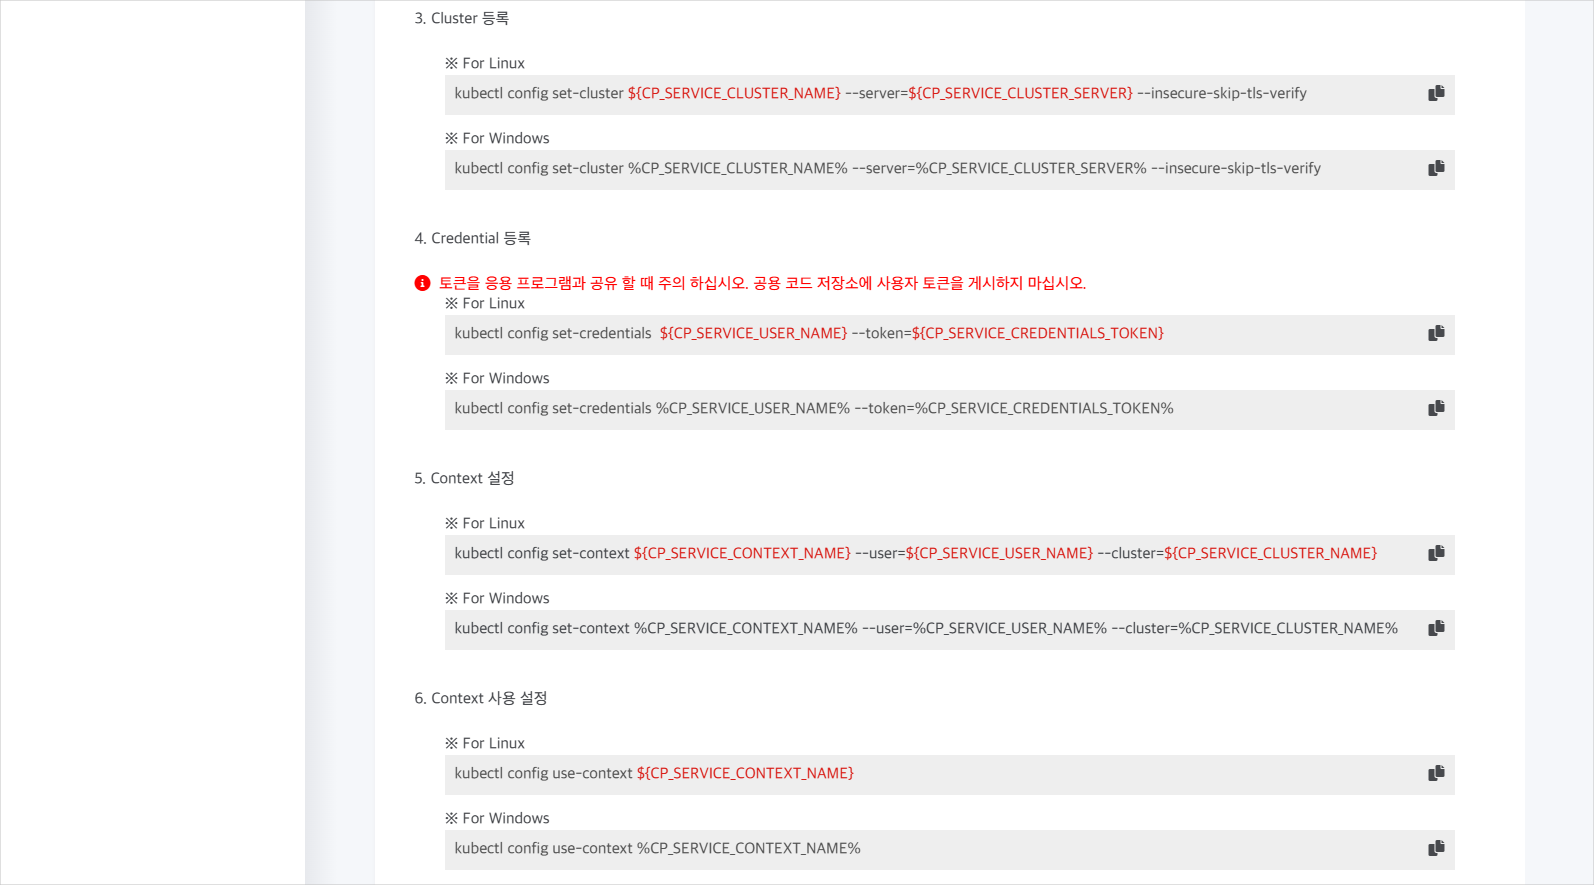 3. Cluster 등록
※ For Linux
kubectl config set-cluster ${CP_SERVICE_CLUSTER_NAME} --server=${CP_SERVICE_CLUSTER_SERVER} --insecure-skip-tls-verify
※ For Windows
kubectl config set-cluster %CP_SERVICE_CLUSTER_NAME% --server=%CP_SERVICE_CLUSTER_SERVER% --insecure-skip-tls-verify
4. Credential 등록
토큰을 응용 프로그램과 공유 할 때 주의 하십시오. 공용 코드 저장소에 사용자 토큰을 게시하지 마십시오.
※ For Linux
kubectl config set-credentials ${CP_SERVICE_USER_NAME} --token=${CP_SERVICE_CREDENTIALS_TOKEN}
※ For Windows
kubectl config set-credentials %CP_SERVICE_USER_NAME% --token=%CP_SERVICE_CREDENTIALS_TOKEN%
5. Context 설정
※ For Linux
kubectl config set-context ${CP_SERVICE_CONTEXT_NAME} --user=${CP_SERVICE_USER_NAME} --cluster=${CP_SERVICE_CLUSTER_NAME}
※ For Windows
kubectl config set-context %CP_SERVICE_CONTEXT_NAME% --user=%CP_SERVICE_USER_NAME% --cluster=%CP_SERVICE_CLUSTER_NAME%
6. Context 사용 설정
※ For Linux
kubectl config use-context ${CP_SERVICE_CONTEXT_NAME}
※ For Windows
kubectl config use-context %CP_SERVICE_CONTEXT_NAME%